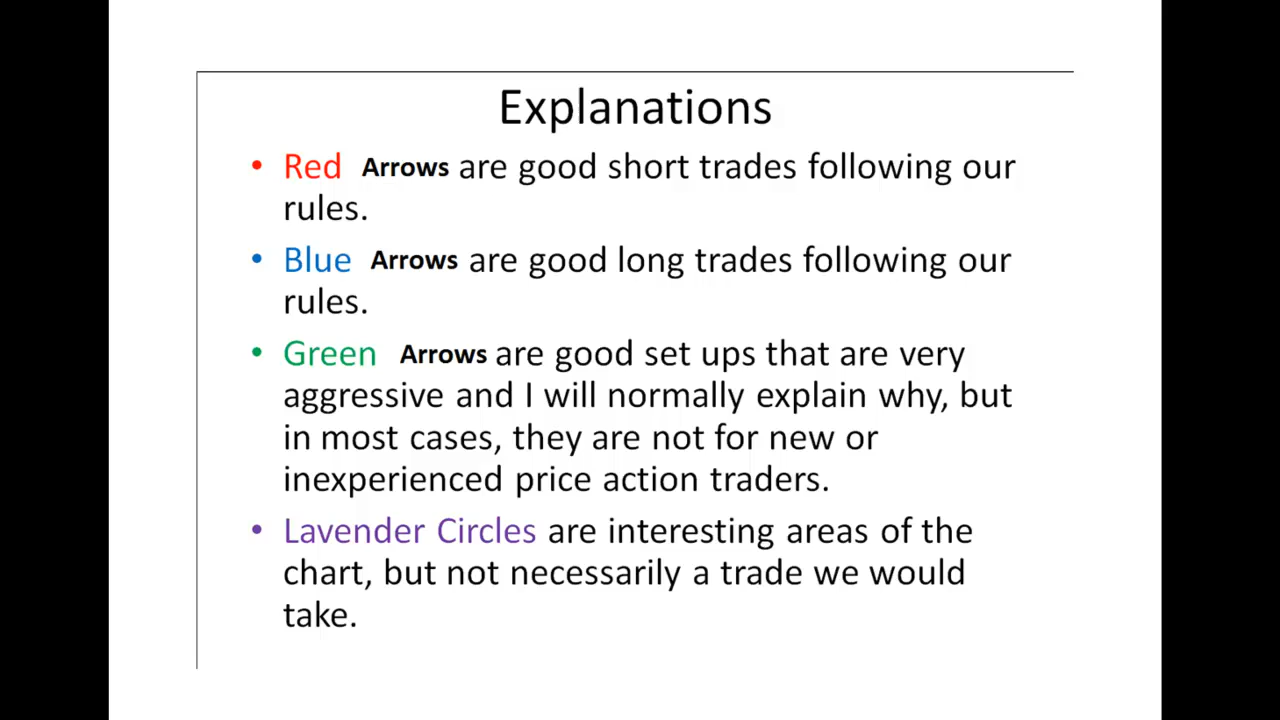 Explanations
• Red Arrows are good short trades following our
rules.
• Blue Arrows are good long trades following our
rules.
• Green Arrows are good set ups that are very
aggressive and I will normally explain why, but
in most cases, they are not for new or
inexperienced price action traders.
• Lavender Circles are interesting areas of the
chart, but not necessarily a trade we would
take.